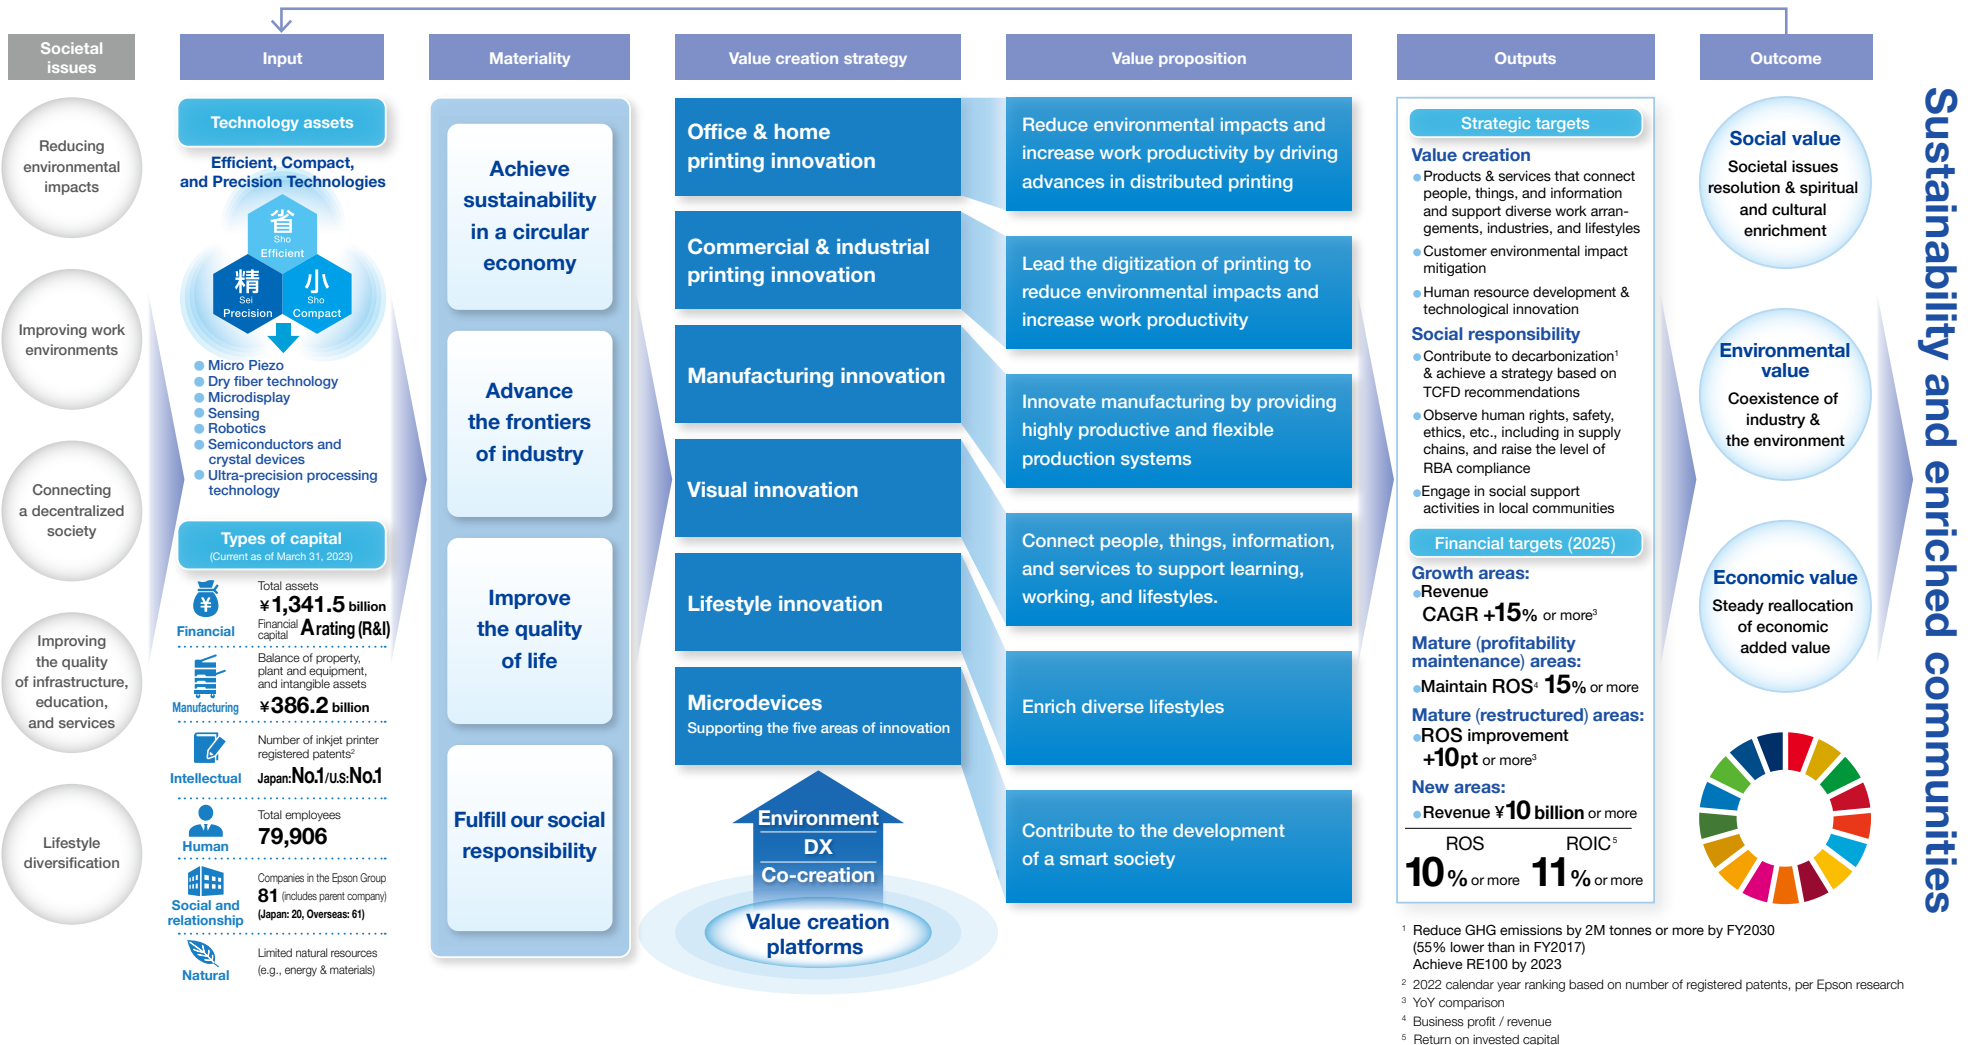 Societal
issues
Input
Materiality
Value creation strategy
Value proposition
Outputs
Outcome
Reducing
environmental
impacts
Improving work
environments
Connecting
a decentralized
society
Improving
the quality
of infrastructure,
education,
and services
Lifestyle
diversification
Technology assets
Efficient, Compact,
and Precision Technologies
省
Sho
Efficient
精
Sei
Precision
小
Sho
Compact
● Micro Piezo
● Dry fiber technology
● Microdisplay
● Sensing
● Robotics
● Semiconductors and
crystal devices
● Ultra-precision processing
technology
Types of capital
(Current as of March 31, 2023)
Financial
Total assets
¥1,341.5 billion
Financial
capital A rating (R&I)
Manufacturing
Balance of property,
plant and equipment,
and intangible assets
¥386.2 billion
Intellectual
Number of inkjet printer
registered patents²
Japan:No.1/U.S:No.1
Human
Total employees
79,906
Social and
relationship
Companies in the Epson Group
81 (includes parent company)
(Japan: 20, Overseas: 61)
Natural
Limited natural resources
(e.g., energy & materials)
Achieve
sustainability
in a circular
economy
Advance
the frontiers
of industry
Improve
the quality
of life
Fulfill our social
responsibility
Office & home
printing innovation
Commercial & industrial
printing innovation
Manufacturing innovation
Visual innovation
Lifestyle innovation
Microdevices
Supporting the five areas of innovation
Environment
DX
Co-creation
Value creation
platforms
Reduce environmental impacts and
increase work productivity by driving
advances in distributed printing
Lead the digitization of printing to
reduce environmental impacts and
increase work productivity
Innovate manufacturing by providing
highly productive and flexible
production systems
Connect people, things, information,
and services to support learning,
working, and lifestyles.
Enrich diverse lifestyles
Contribute to the development
of a smart society
Strategic targets
Value creation
●Products & services that connect
people, things, and information
and support diverse work arran-
gements, industries, and lifestyles
●Customer environmental impact
mitigation
●Human resource development &
technological innovation
Social responsibility
●Contribute to decarbonization¹
& achieve a strategy based on
TCFD recommendations
●Observe human rights, safety,
ethics, etc., including in supply
chains, and raise the level of
RBA compliance
●Engage in social support
activities in local communities
Financial targets (2025)
Growth areas:
●Revenue
CAGR +15% or more³
Mature (profitability
maintenance) areas:
●Maintain ROS⁴ 15% or more
Mature (restructured) areas:
●ROS improvement
+10pt or more³
New areas:
●Revenue ¥10 billion or more
ROS
10% or more
ROIC⁵
11% or more
Social value
Societal issues
resolution & spiritual
and cultural
enrichment
Environmental
value
Coexistence of
industry &
the environment
Economic value
Steady reallocation
of economic
added value
Sustainability and enriched communities
¹ Reduce GHG emissions by 2M tonnes or more by FY2030
(55% lower than in FY2017)
Achieve RE100 by 2023
² 2022 calendar year ranking based on number of registered patents, per Epson research
³ YoY comparison
⁴ Business profit / revenue
⁵ Return on invested capital